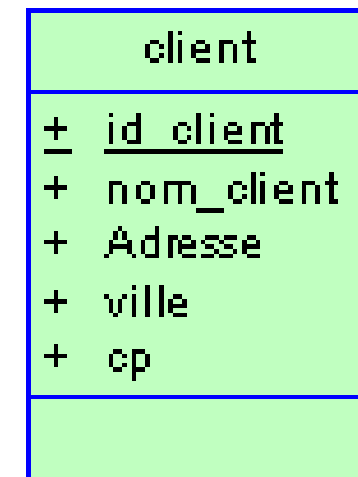 client
+ id_client
+ nom_client
+ Adresse
+ ville
+ cp